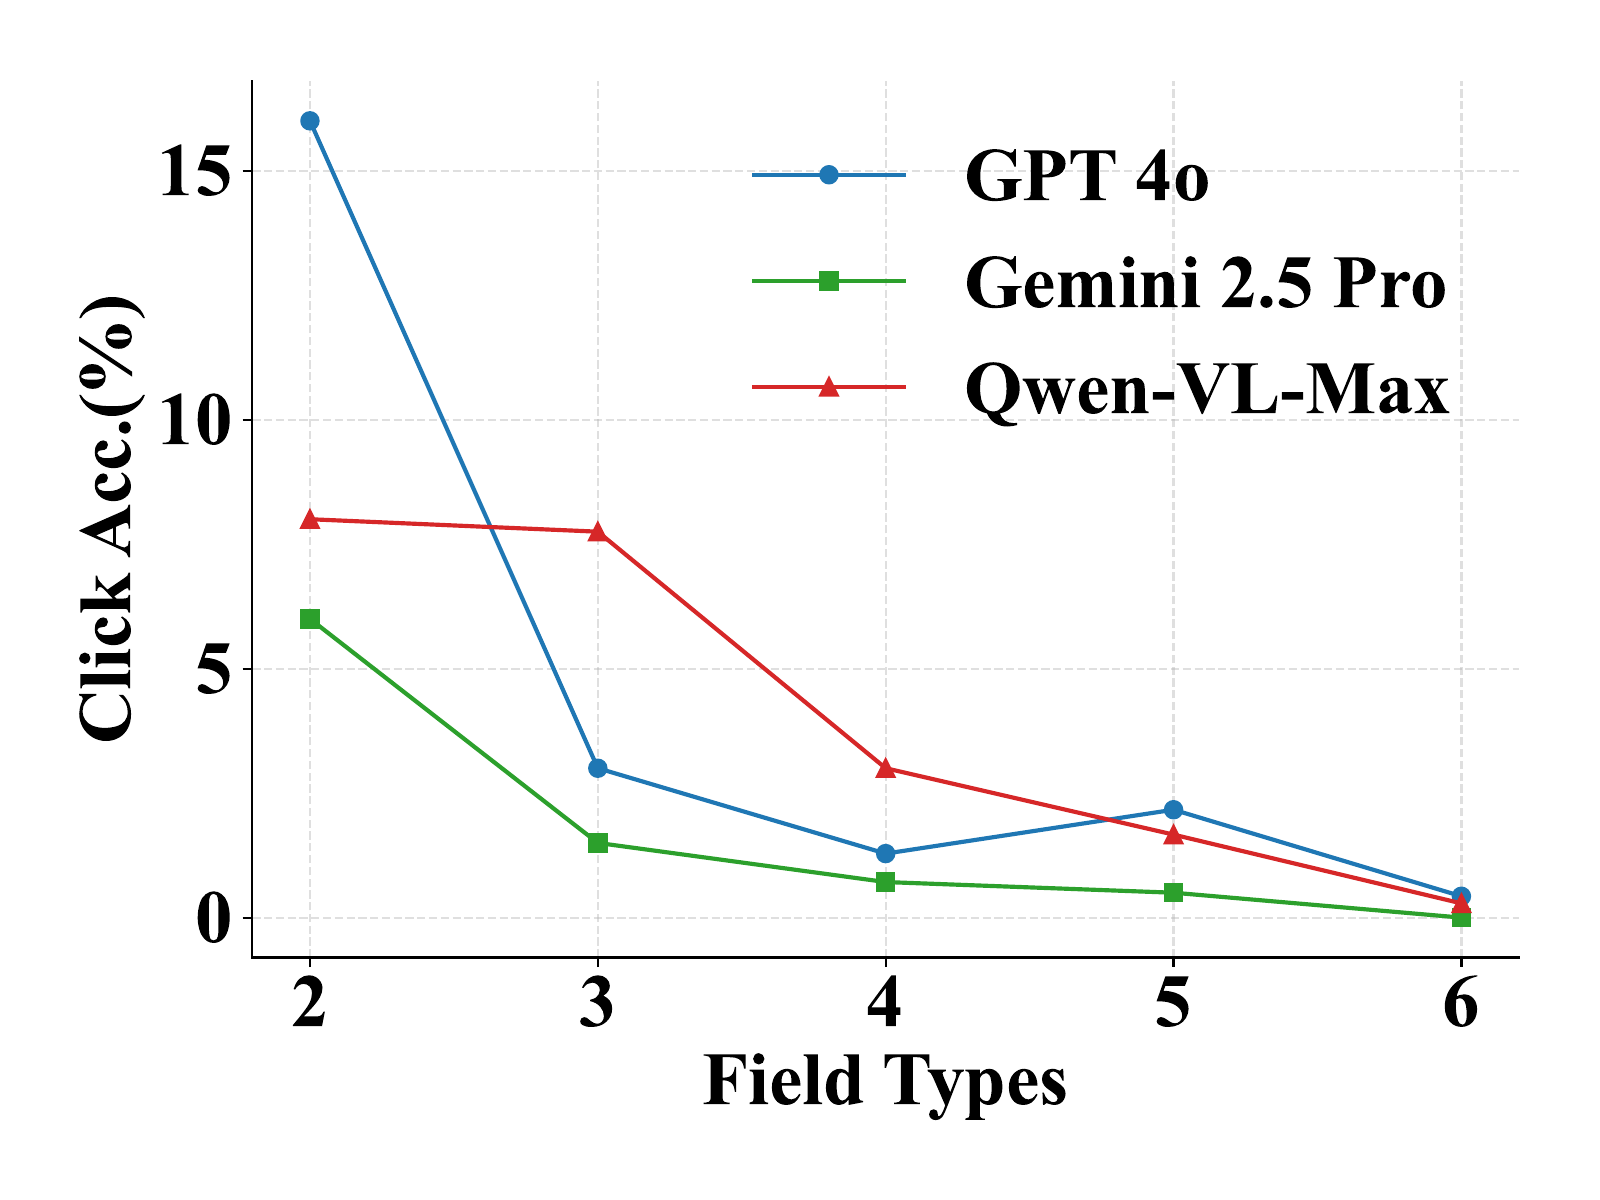 GPT 4o
Gemini 2.5 Pro
Qwen-VL-Max
Click Acc.(%)
15
10
5
0
2 3 4 5 6
Field Types